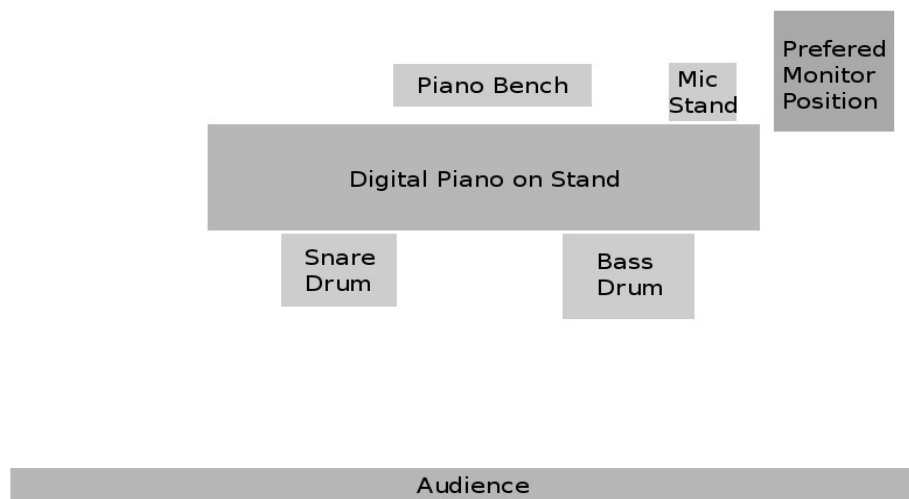 Piano Bench
Mic
Stand
Prefered
Monitor
Position
Digital Piano on Stand
Snare
Drum
Bass
Drum
Audience